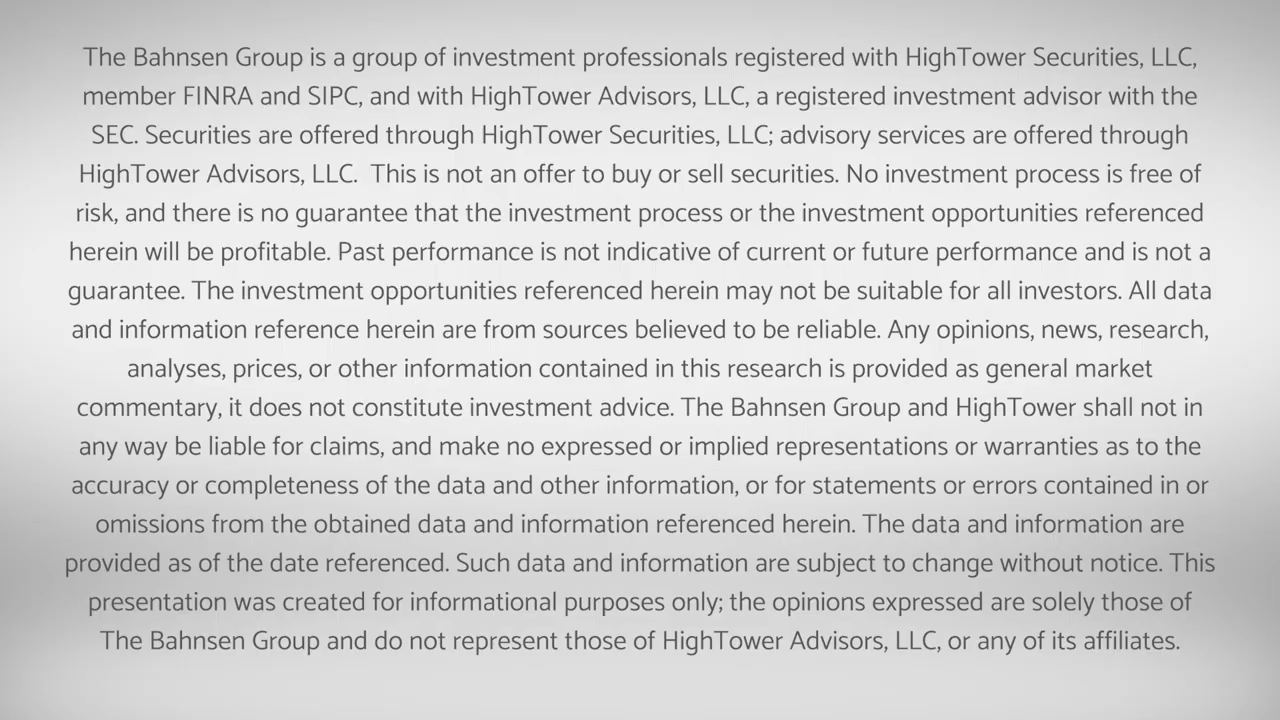 The Bahnsen Group is a group of investment professionals registered with HighTower Securities, LLC,
member FINRA and SIPC, and with HighTower Advisors, LLC, a registered investment advisor with the
SEC. Securities are offered through HighTower Securities, LLC; advisory services are offered through
HighTower Advisors, LLC.  This is not an offer to buy or sell securities. No investment process is free of
risk, and there is no guarantee that the investment process or the investment opportunities referenced
herein will be profitable. Past performance is not indicative of current or future performance and is not a
guarantee. The investment opportunities referenced herein may not be suitable for all investors. All data
and information reference herein are from sources believed to be reliable. Any opinions, news, research,
analyses, prices, or other information contained in this research is provided as general market
commentary, it does not constitute investment advice. The Bahnsen Group and HighTower shall not in
any way be liable for claims, and make no expressed or implied representations or warranties as to the
accuracy or completeness of the data and other information, or for statements or errors contained in or
omissions from the obtained data and information referenced herein. The data and information are
provided as of the date referenced. Such data and information are subject to change without notice. This
presentation was created for informational purposes only; the opinions expressed are solely those of
The Bahnsen Group and do not represent those of HighTower Advisors, LLC, or any of its affiliates.